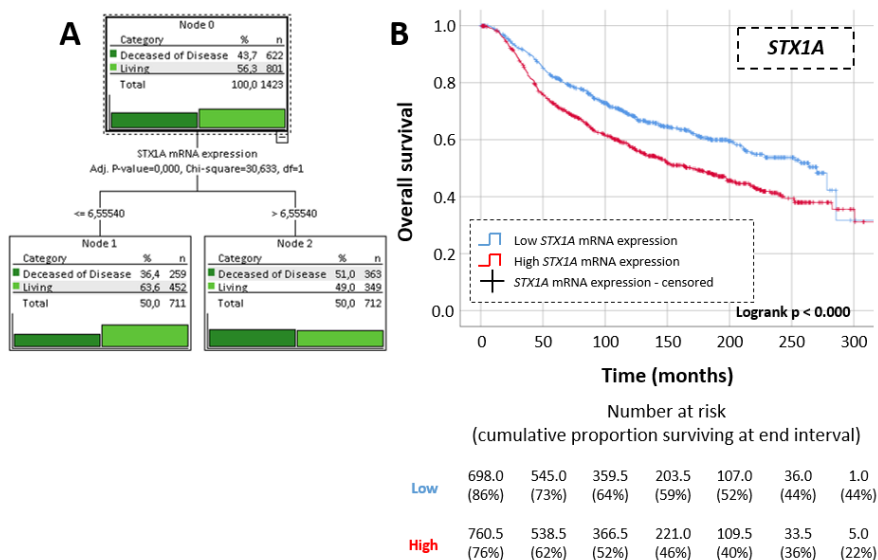 A
Node 0
Category % n
Deceased of Disease 43,7 622
Living 56,3 801
Total 100,0 1423
STX1A mRNA expression
Adj. P-value=0,000, Chi-square=30,633, df=1
<= 6,55540
> 6,55540
Node 1
Category % n
Deceased of Disease 36,4 259
Living 63,6 452
Total 50,0 711
Node 2
Category % n
Deceased of Disease 51,0 363
Living 49,0 349
Total 50,0 712
B
STX1A
Overall survival
1.0
0.8
0.6
0.4
0.2
0.0
Low STX1A mRNA expression
High STX1A mRNA expression
STX1A mRNA expression - censored
Logrank p < 0.000
0 50 100 150 200 250 300
Time (months)
Number at risk
(cumulative proportion surviving at end interval)
Low
698.0 545.0 359.5 203.5 107.0 36.0 1.0
(86%) (73%) (64%) (59%) (52%) (44%) (44%)
High
760.5 538.5 366.5 221.0 109.5 33.5 5.0
(76%) (62%) (52%) (46%) (40%) (36%) (22%)